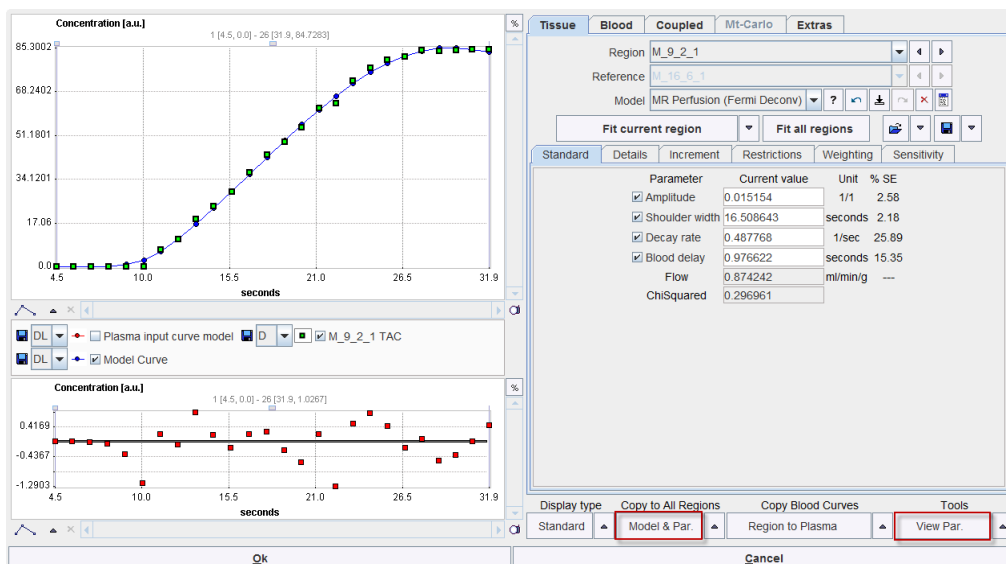 Concentration [a.u.]
1 [4.5, 0.0] - 26 [31.9, 84.7283]
%
85.3002
68.2402
51.1801
34.1201
17.06
0.0
4.5 10.0 15.5 21.0 26.5 31.9
seconds
DL Plasma input curve model D M_9_2_1 TAC
DL Model Curve
Concentration [a.u.]
1 [4.5, 0.0] - 26 [31.9, 1.0267]
%
0.4169
-0.4367
-1.2903
4.5 10.0 15.5 21.0 26.5 31.9
seconds
Tissue Blood Coupled Mt-Carlo Extras
Region M_9_2_1
Reference M_16_6_1
Model MR Perfusion (Fermi Deconv) ?
Fit current region Fit all regions
Standard Details Increment Restrictions Weighting Sensitivity
Parameter Current value Unit % SE
Amplitude 0.015154 1/1 2.58
Shoulder width 16.508643 seconds 2.18
Decay rate 0.487768 1/sec 25.89
Blood delay 0.976622 seconds 15.35
Flow 0.874242 ml/min/g ---
ChiSquared 0.296961
Display type Copy to All Regions Copy Blood Curves Tools
Standard Model & Par. Region to Plasma View Par.
Ok Cancel